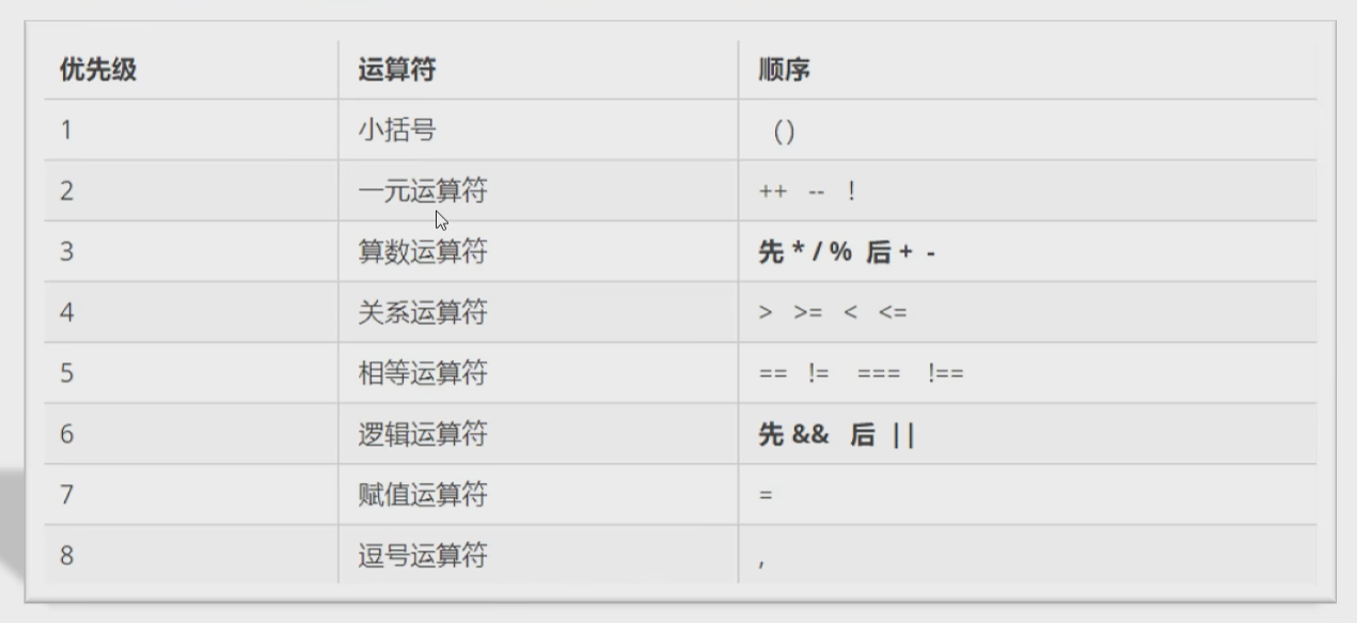 优先级 运算符 顺序
1 小括号 ()
2 一元运算符 ++ -- !
3 算数运算符 先 * / % 后 + -
4 关系运算符 > >= < <=
5 相等运算符 == != === !==
6 逻辑运算符 先 && 后 ||
7 赋值运算符 =
8 逗号运算符 ,